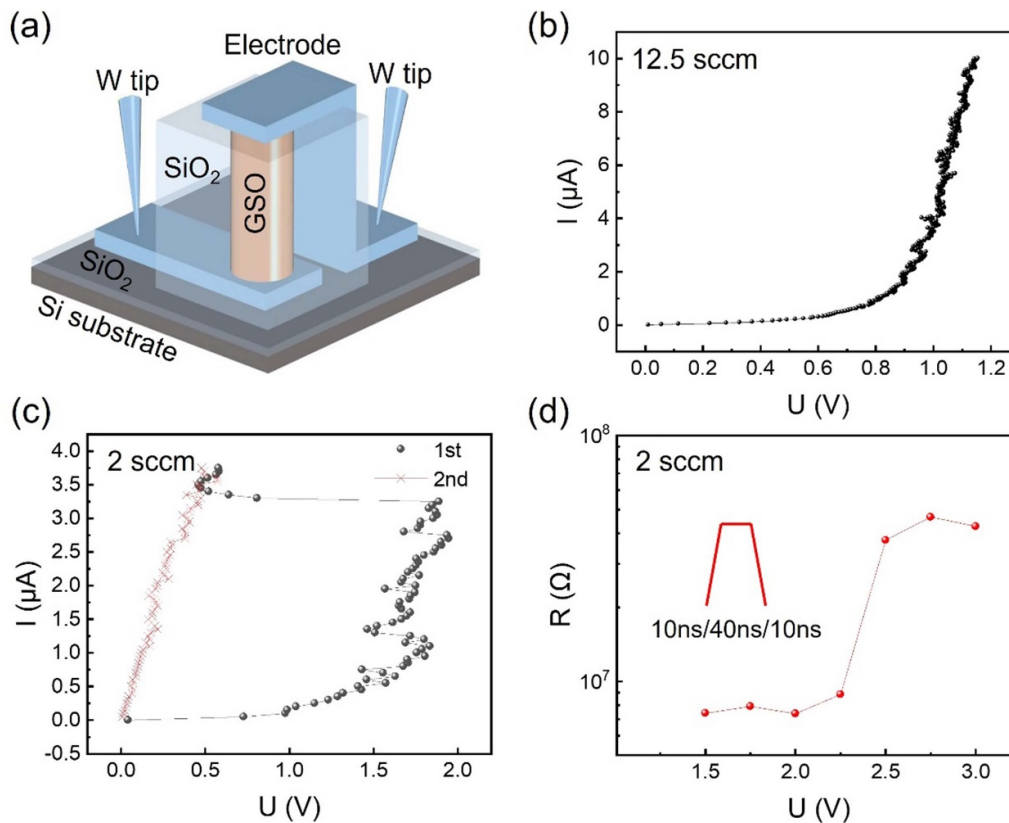 (a)
Electrode
W tip
W tip
SiO₂
GSO
SiO₂
Si substrate
(b)
12.5 sccm
I (μA)
10
8
6
4
2
0
0.0 0.2 0.4 0.6 0.8 1.0 1.2
U (V)
(c)
2 sccm
1st
2nd
I (μA)
4.0
3.5
3.0
2.5
2.0
1.5
1.0
0.5
0.0
-0.5
0.0 0.5 1.0 1.5 2.0
U (V)
(d)
2 sccm
R (Ω)
10⁸
10⁷
10ns/40ns/10ns
1.5 2.0 2.5 3.0
U (V)